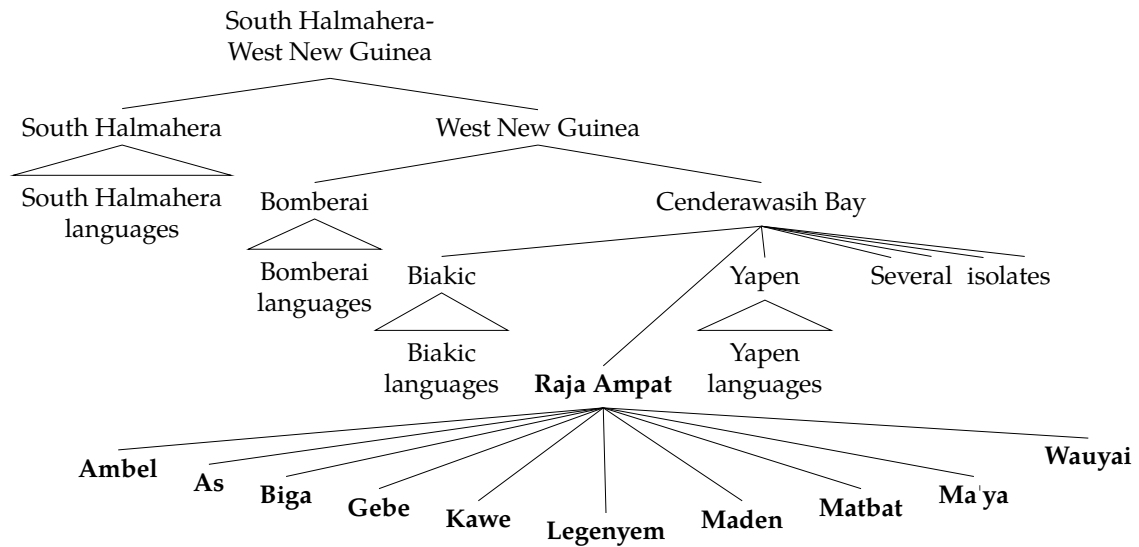 South Halmahera-
West New Guinea
South Halmahera
West New Guinea
South Halmahera
languages
Bomberai
Cenderawasih Bay
Bomberai
languages
Biakic
Yapen
Several isolates
Biakic
languages
Raja Ampat
Yapen
languages
Ambel
As
Biga
Gebe
Kawe
Legenyem
Maden
Matbat
Maˈya
Wauyai